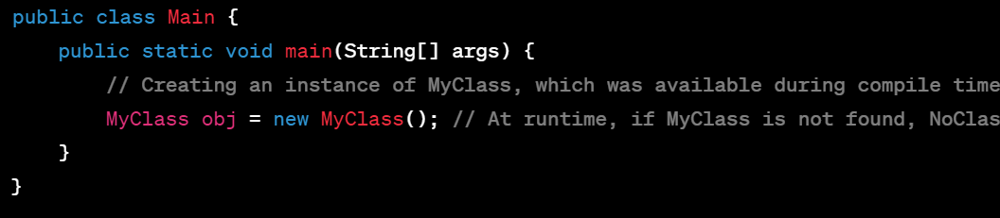 public class Main {
public static void main(String[] args) {
// Creating an instance of MyClass, which was available during compile time
MyClass obj = new MyClass(); // At runtime, if MyClass is not found, NoClas
}
}